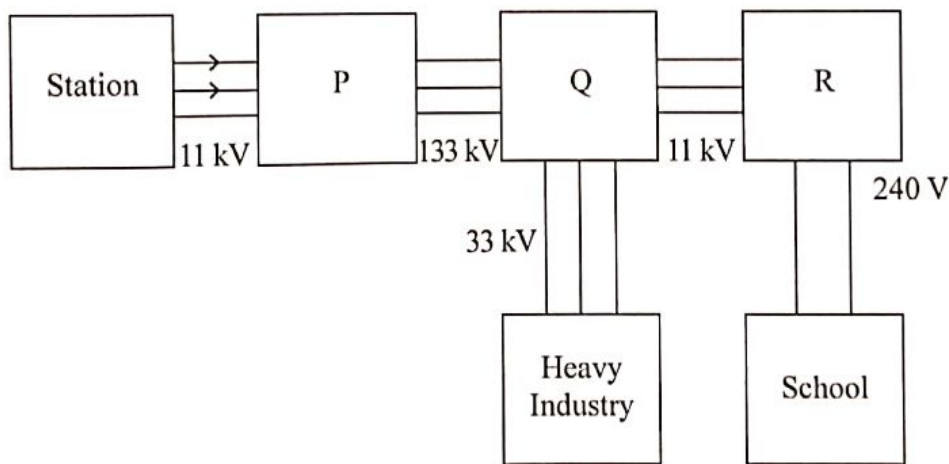 Station
P
Q
R
11 kV
133 kV
11 kV
240 V
33 kV
Heavy
Industry
School